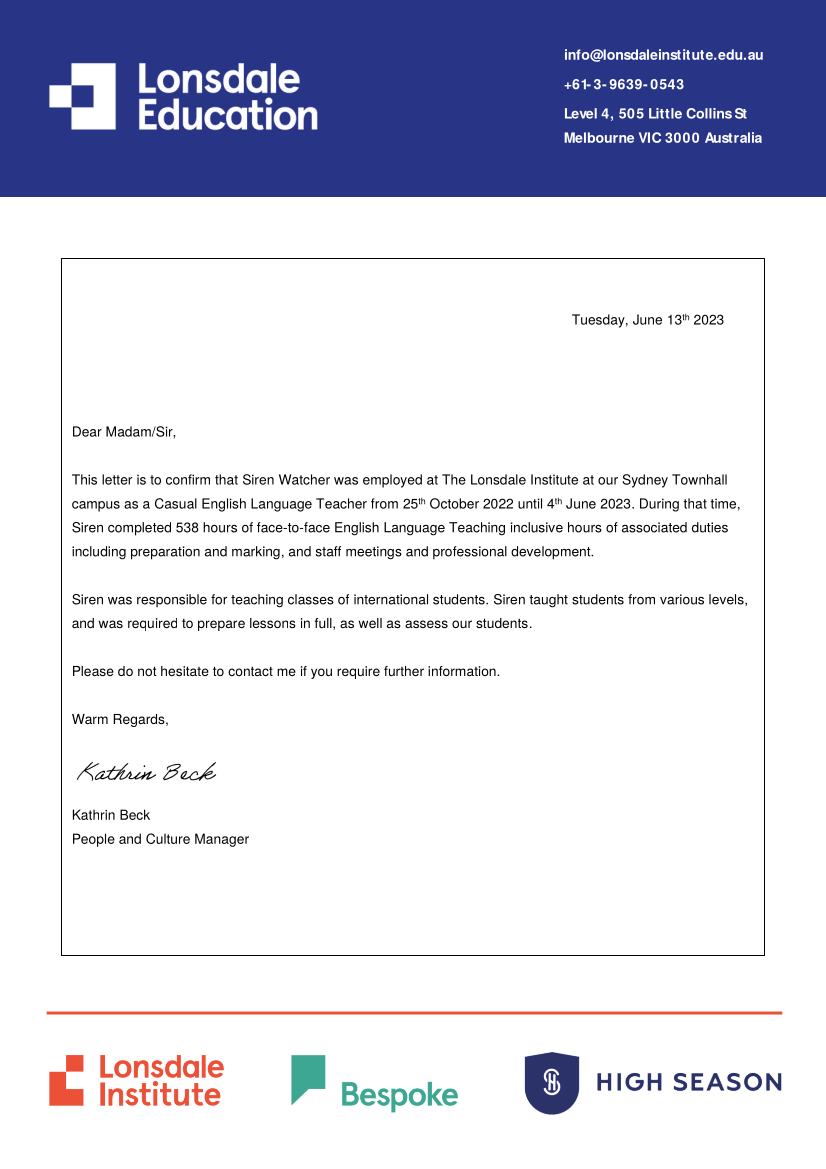 Lonsdale
Education
info@lonsdaleinstitute.edu.au
+61-3-9639-0543
Level 4, 505 Little Collins St
Melbourne VIC 3000 Australia
Tuesday, June 13th 2023
Dear Madam/Sir,
This letter is to confirm that Siren Watcher was employed at The Lonsdale Institute at our Sydney Townhall
campus as a Casual English Language Teacher from 25th October 2022 until 4th June 2023. During that time,
Siren completed 538 hours of face-to-face English Language Teaching inclusive hours of associated duties
including preparation and marking, and staff meetings and professional development.
Siren was responsible for teaching classes of international students. Siren taught students from various levels,
and was required to prepare lessons in full, as well as assess our students.
Please do not hesitate to contact me if you require further information.
Warm Regards,
Kathrin Beck
Kathrin Beck
People and Culture Manager
Lonsdale
Institute
Bespoke
HIGH SEASON